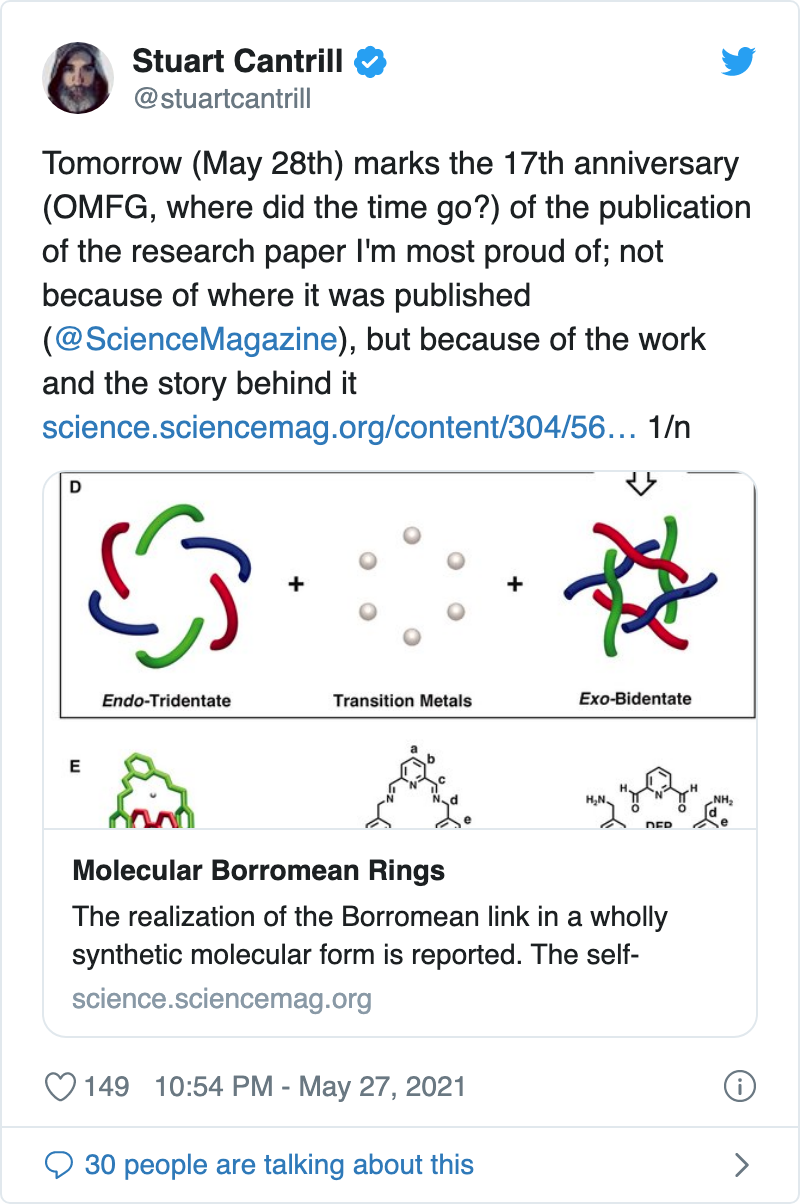 Stuart Cantrill
@stuartcantrill
Tomorrow (May 28th) marks the 17th anniversary
(OMFG, where did the time go?) of the publication
of the research paper I'm most proud of; not
because of where it was published
(@ScienceMagazine), but because of the work
and the story behind it
science.sciencemag.org/content/304/56… 1/n
D
+
+
Endo-Tridentate
Transition Metals
Exo-Bidentate
E
a
b
c
N
N
N
d
e
H
N
H
O
O
H₂N
NH₂
d
DFP
e
Molecular Borromean Rings
The realization of the Borromean link in a wholly
synthetic molecular form is reported. The self-
science.sciencemag.org
149 10:54 PM - May 27, 2021
30 people are talking about this